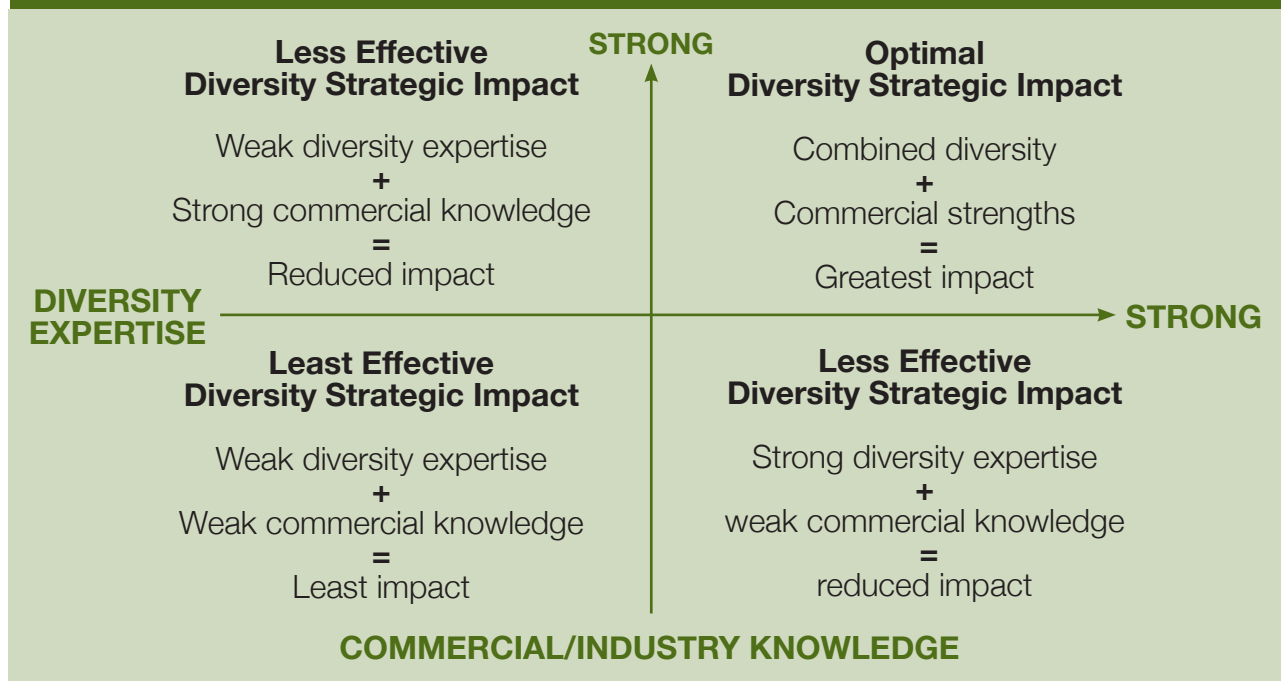 STRONG
Less Effective
Diversity Strategic Impact
Weak diversity expertise
+
Strong commercial knowledge
=
Reduced impact
Optimal
Diversity Strategic Impact
Combined diversity
+
Commercial strengths
=
Greatest impact
DIVERSITY
EXPERTISE
STRONG
Least Effective
Diversity Strategic Impact
Weak diversity expertise
+
Weak commercial knowledge
=
Least impact
Less Effective
Diversity Strategic Impact
Strong diversity expertise
+
weak commercial knowledge
=
reduced impact
COMMERCIAL/INDUSTRY KNOWLEDGE